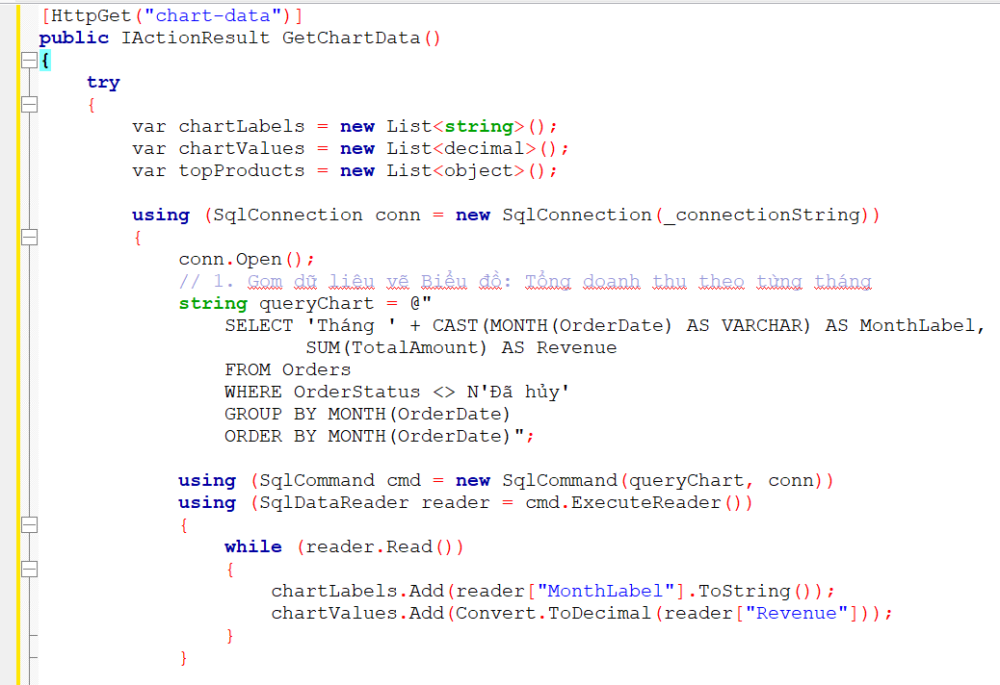 [HttpGet("chart-data")]
public IActionResult GetChartData()
{
    try
    {
        var chartLabels = new List<string>();
        var chartValues = new List<decimal>();
        var topProducts = new List<object>();

        using (SqlConnection conn = new SqlConnection(_connectionString))
        {
            conn.Open();
            // 1. Gom dữ liệu vẽ Biểu đồ: Tổng doanh thu theo từng tháng
            string queryChart = @"
                SELECT 'Tháng ' + CAST(MONTH(OrderDate) AS VARCHAR) AS MonthLabel,
                       SUM(TotalAmount) AS Revenue
                FROM Orders
                WHERE OrderStatus <> N'Đã hủy'
                GROUP BY MONTH(OrderDate)
                ORDER BY MONTH(OrderDate)";

            using (SqlCommand cmd = new SqlCommand(queryChart, conn))
            using (SqlDataReader reader = cmd.ExecuteReader())
            {
                while (reader.Read())
                {
                    chartLabels.Add(reader["MonthLabel"].ToString());
                    chartValues.Add(Convert.ToDecimal(reader["Revenue"]));
                }
            }